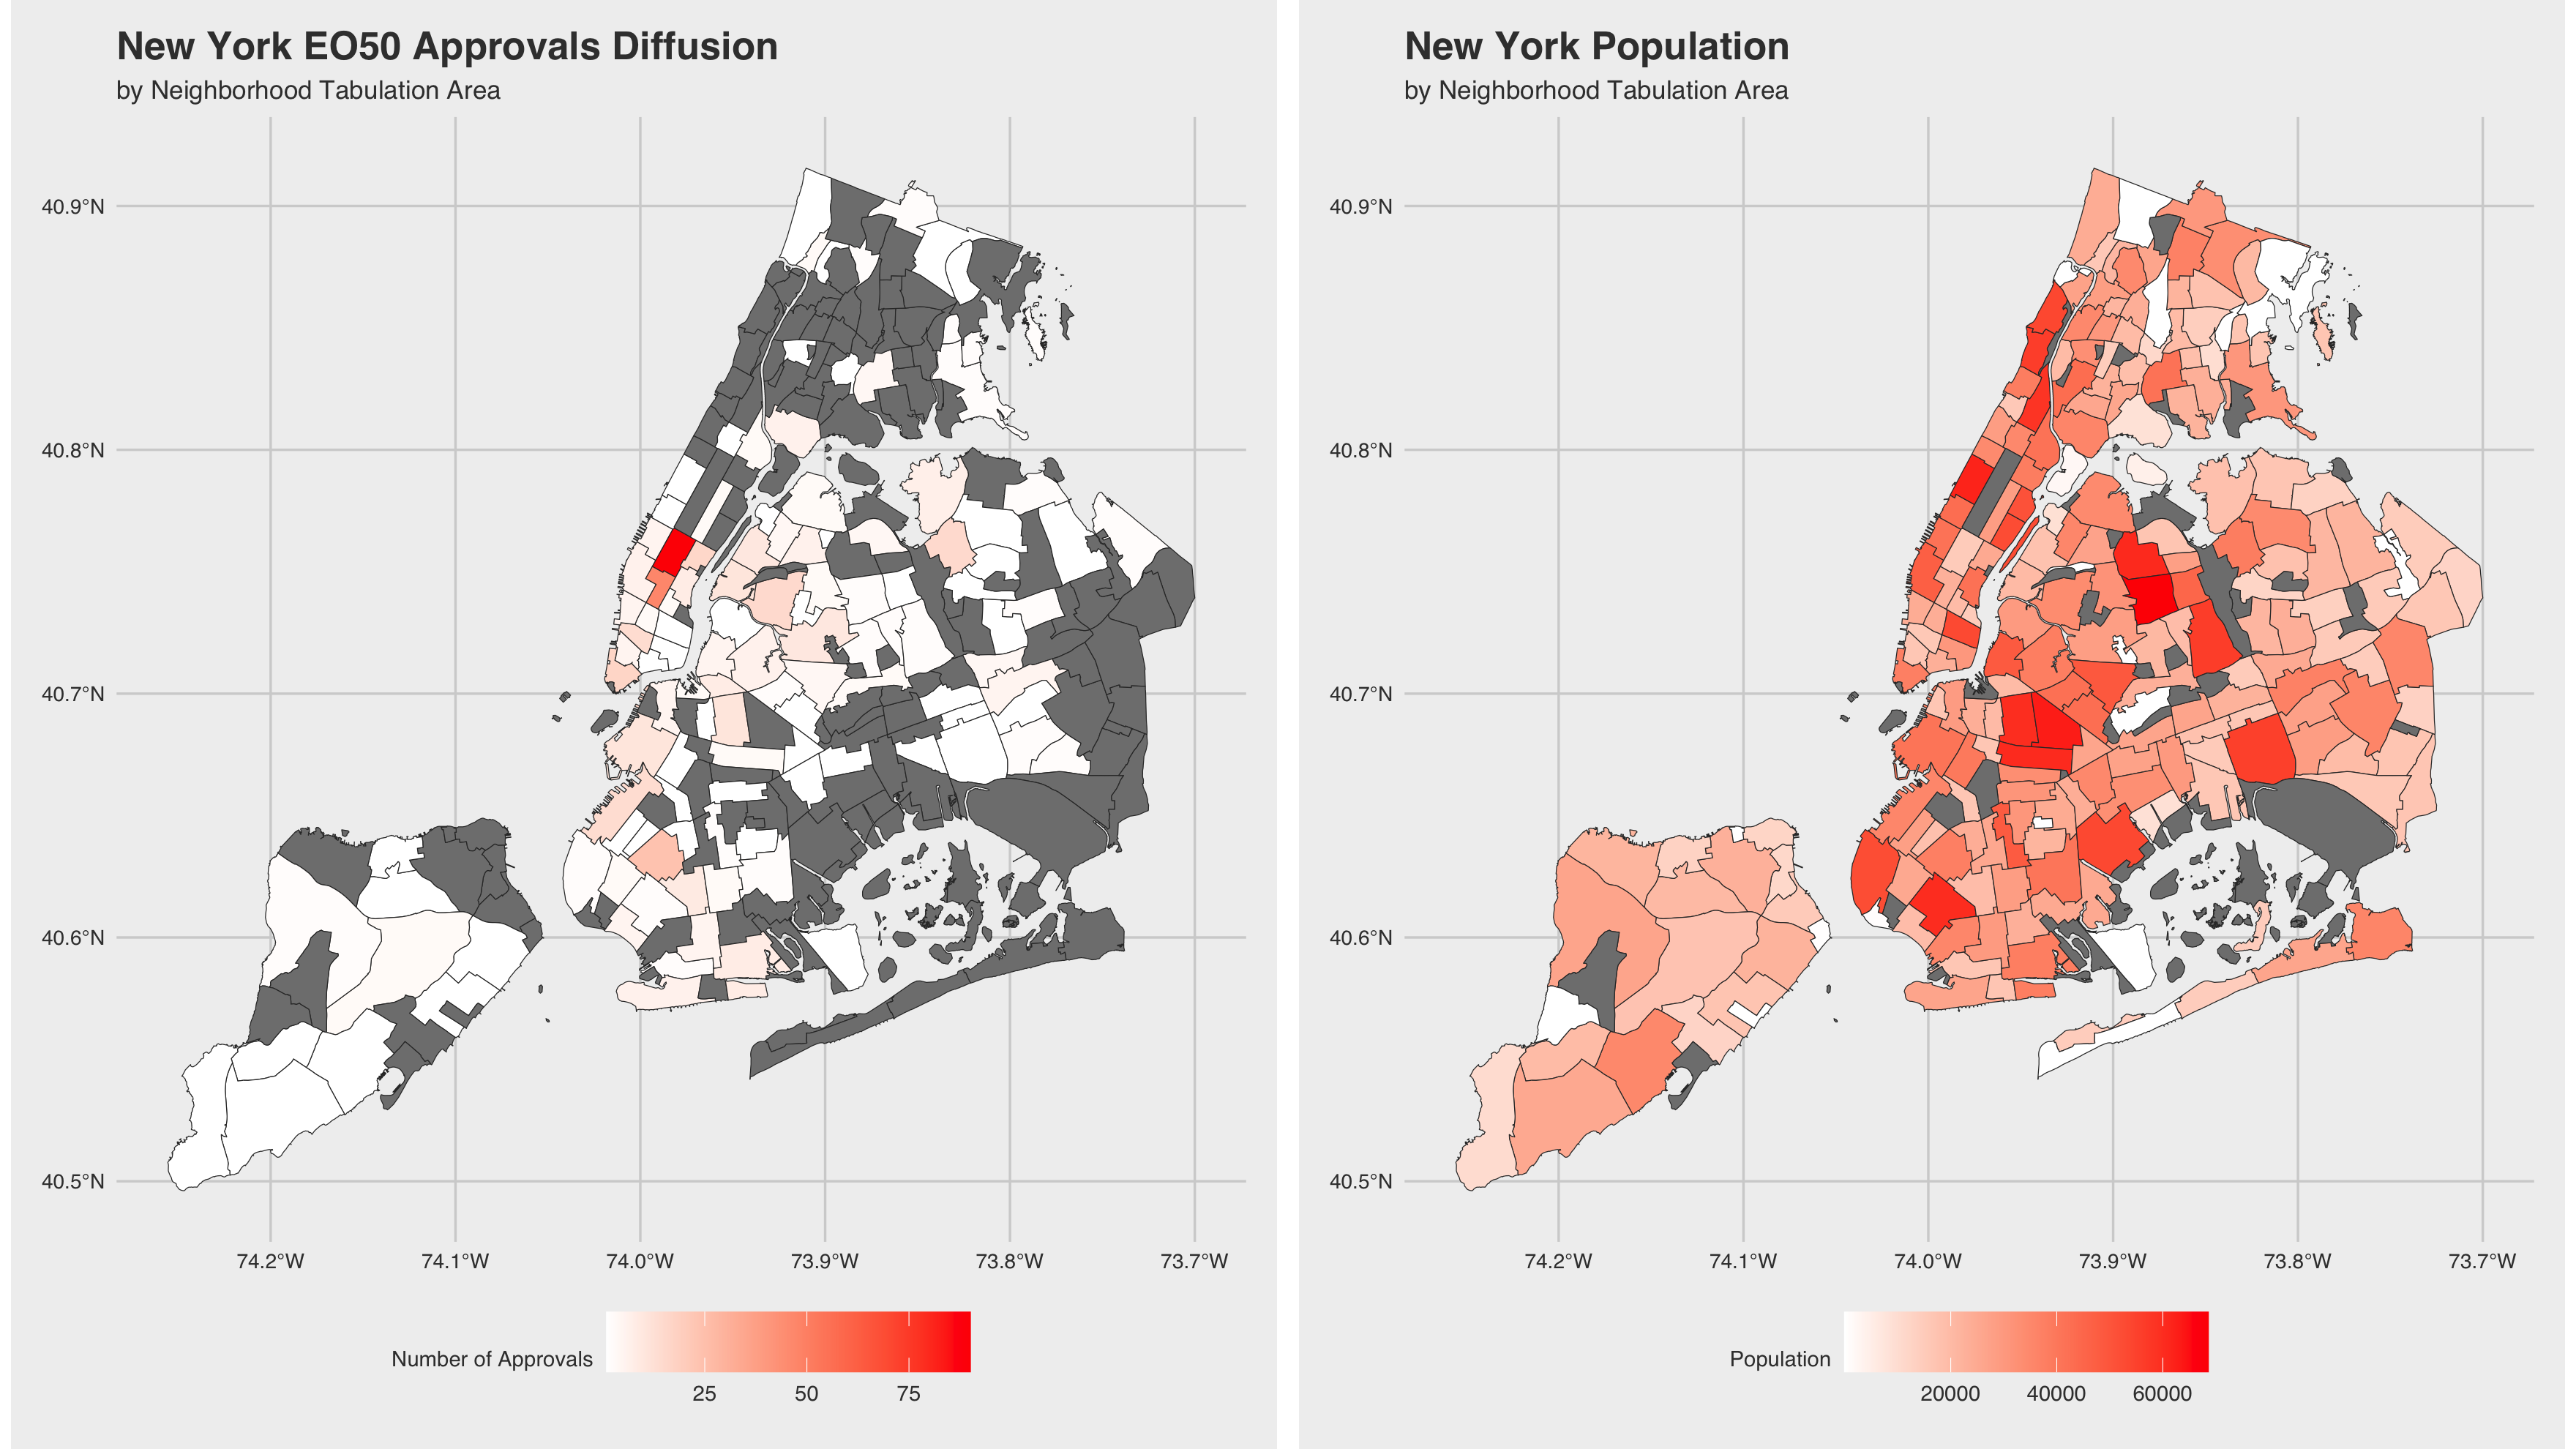 New York EO50 Approvals Diffusion
by Neighborhood Tabulation Area
40.9°N
40.8°N
40.7°N
40.6°N
40.5°N
74.2°W 74.1°W 74.0°W 73.9°W 73.8°W 73.7°W
Number of Approvals
25 50 75
New York Population
by Neighborhood Tabulation Area
40.9°N
40.8°N
40.7°N
40.6°N
40.5°N
74.2°W 74.1°W 74.0°W 73.9°W 73.8°W 73.7°W
Population
20000 40000 60000